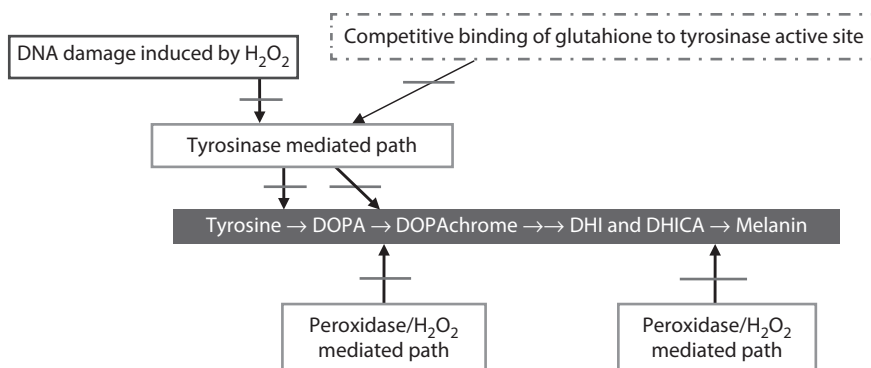 Competitive binding of glutahione to tyrosinase active site
DNA damage induced by H₂O₂
Tyrosinase mediated path
Tyrosine → DOPA → DOPAchrome →→ DHI and DHICA → Melanin
Peroxidase/H₂O₂
mediated path
Peroxidase/H₂O₂
mediated path